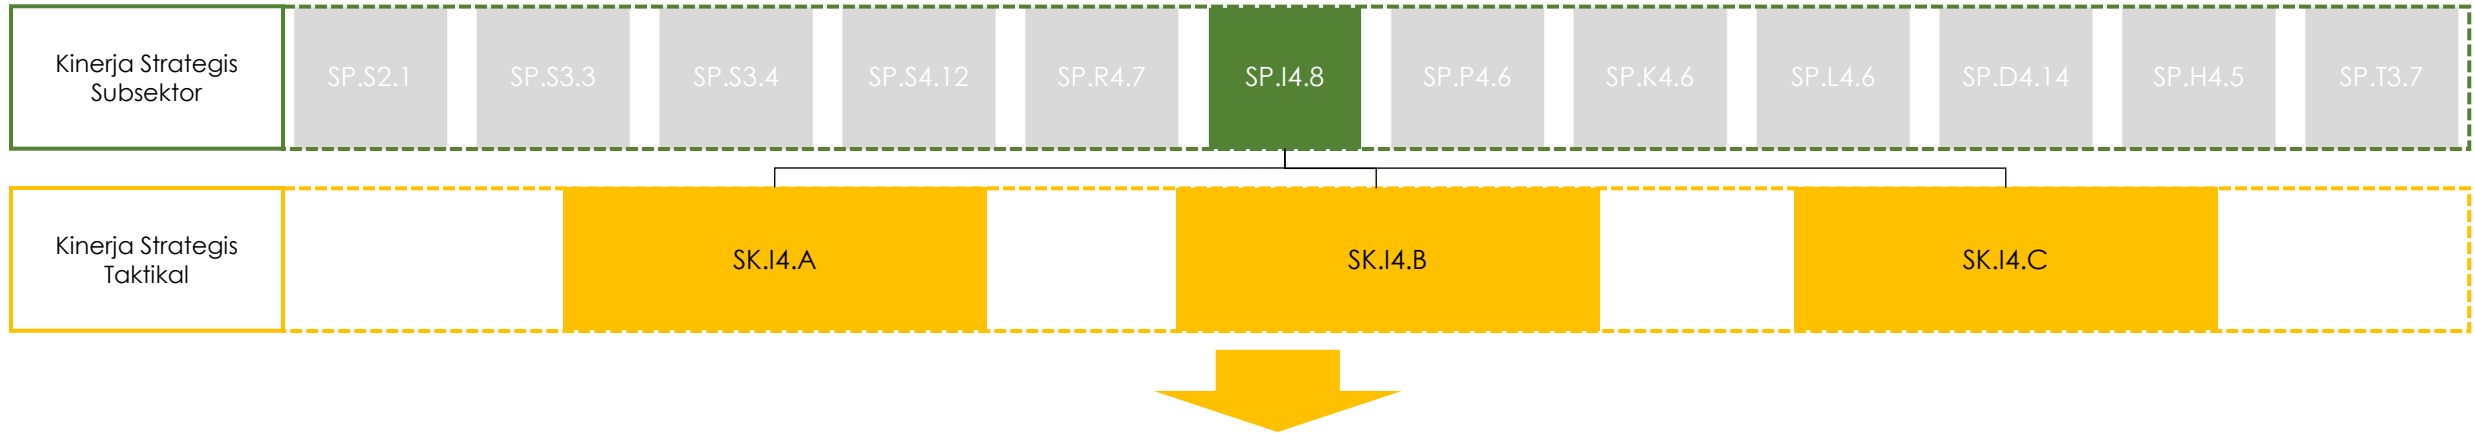 Kinerja Strategis
Subsektor
SP.S2.1
SP.S3.3
SP.S3.4
SP.S4.12
SP.R4.7
SP.I4.8
SP.P4.6
SP.K4.6
SP.L4.6
SP.D4.14
SP.H4.5
SP.T3.7
Kinerja Strategis
Taktikal
SK.I4.A
SK.I4.B
SK.I4.C